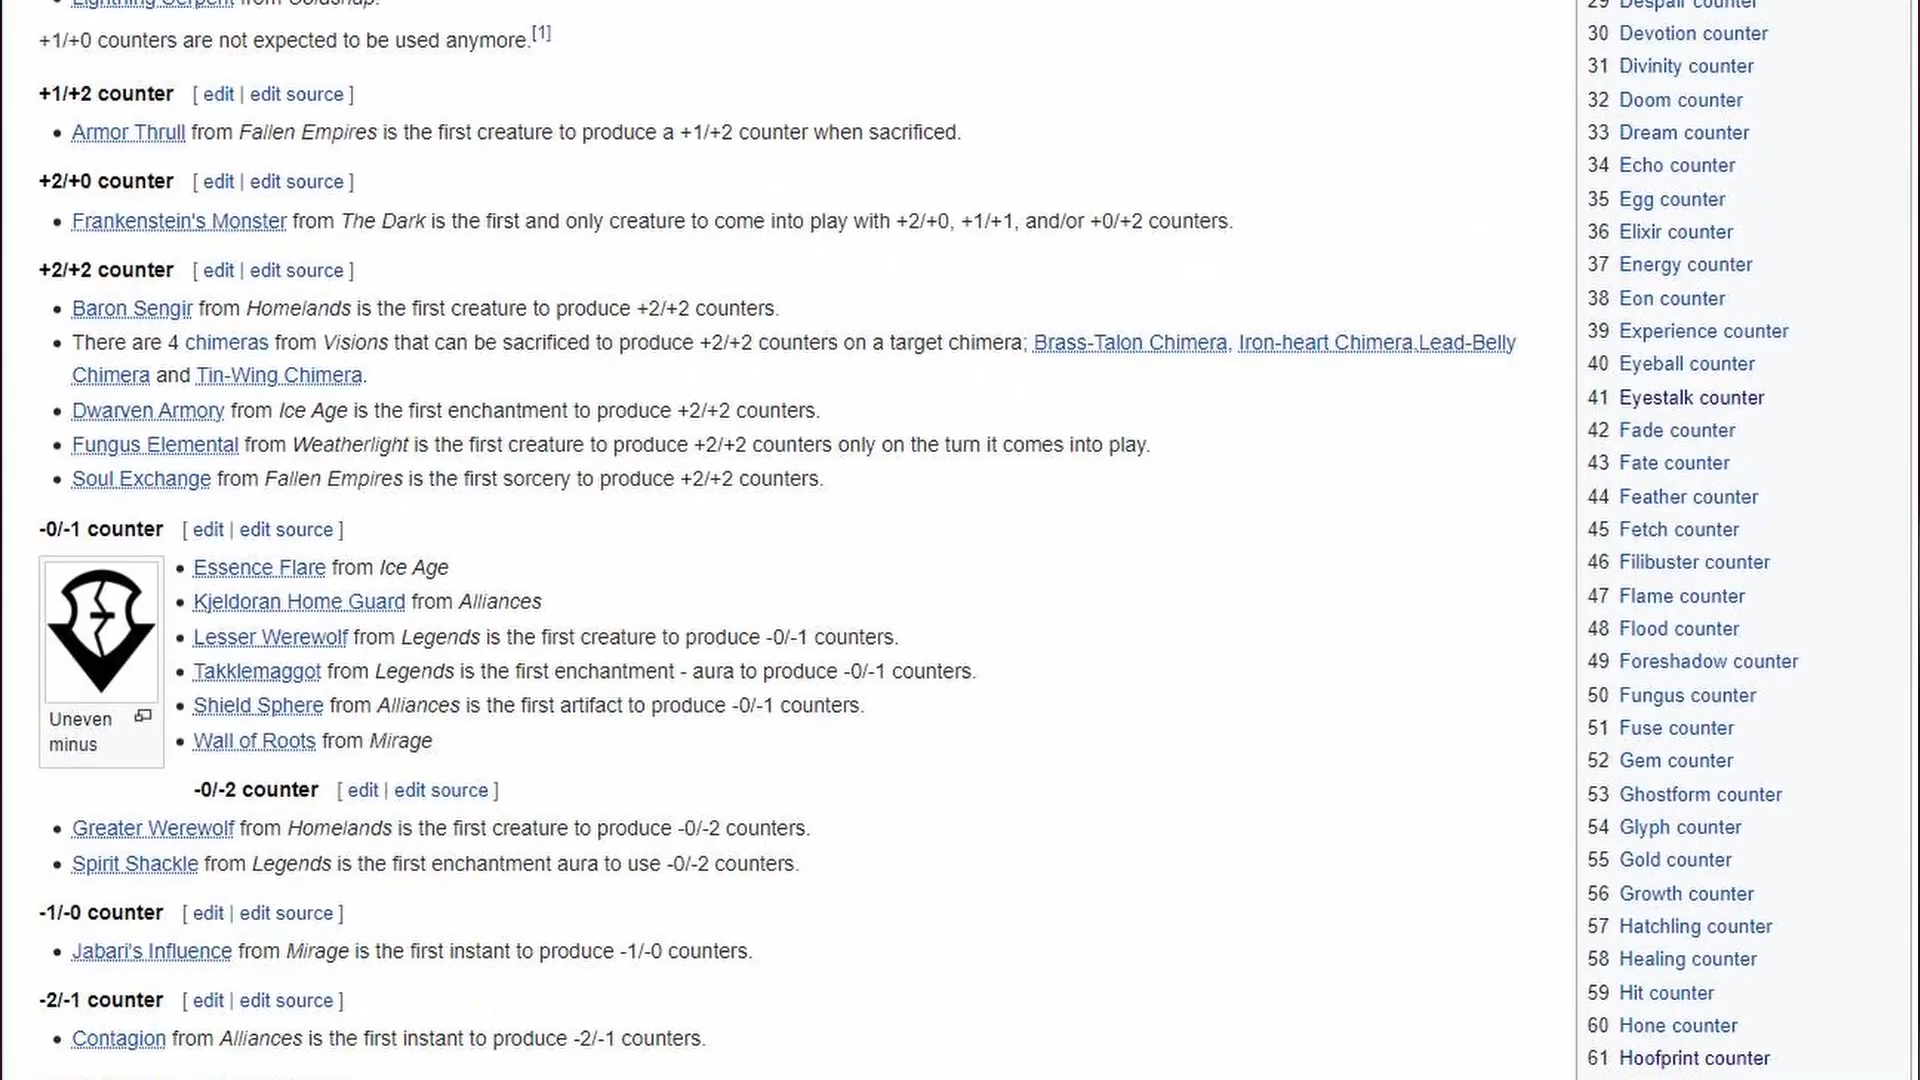 Lightning Serpent from Coldsnap.
+1/+0 counters are not expected to be used anymore.[1]
+1/+2 counter [ edit | edit source ]
• Armor Thrull from Fallen Empires is the first creature to produce a +1/+2 counter when sacrificed.
+2/+0 counter [ edit | edit source ]
• Frankenstein's Monster from The Dark is the first and only creature to come into play with +2/+0, +1/+1, and/or +0/+2 counters.
+2/+2 counter [ edit | edit source ]
• Baron Sengir from Homelands is the first creature to produce +2/+2 counters.
• There are 4 chimeras from Visions that can be sacrificed to produce +2/+2 counters on a target chimera; Brass-Talon Chimera, Iron-heart Chimera,Lead-Belly
Chimera and Tin-Wing Chimera.
• Dwarven Armory from Ice Age is the first enchantment to produce +2/+2 counters.
• Fungus Elemental from Weatherlight is the first creature to produce +2/+2 counters only on the turn it comes into play.
• Soul Exchange from Fallen Empires is the first sorcery to produce +2/+2 counters.
-0/-1 counter [ edit | edit source ]
Uneven
minus
• Essence Flare from Ice Age
• Kjeldoran Home Guard from Alliances
• Lesser Werewolf from Legends is the first creature to produce -0/-1 counters.
• Takklemaggot from Legends is the first enchantment - aura to produce -0/-1 counters.
• Shield Sphere from Alliances is the first artifact to produce -0/-1 counters.
• Wall of Roots from Mirage
-0/-2 counter [ edit | edit source ]
• Greater Werewolf from Homelands is the first creature to produce -0/-2 counters.
• Spirit Shackle from Legends is the first enchantment aura to use -0/-2 counters.
-1/-0 counter [ edit | edit source ]
• Jabari's Influence from Mirage is the first instant to produce -1/-0 counters.
-2/-1 counter [ edit | edit source ]
• Contagion from Alliances is the first instant to produce -2/-1 counters.
29 Despair counter
30 Devotion counter
31 Divinity counter
32 Doom counter
33 Dream counter
34 Echo counter
35 Egg counter
36 Elixir counter
37 Energy counter
38 Eon counter
39 Experience counter
40 Eyeball counter
41 Eyestalk counter
42 Fade counter
43 Fate counter
44 Feather counter
45 Fetch counter
46 Filibuster counter
47 Flame counter
48 Flood counter
49 Foreshadow counter
50 Fungus counter
51 Fuse counter
52 Gem counter
53 Ghostform counter
54 Glyph counter
55 Gold counter
56 Growth counter
57 Hatchling counter
58 Healing counter
59 Hit counter
60 Hone counter
61 Hoofprint counter